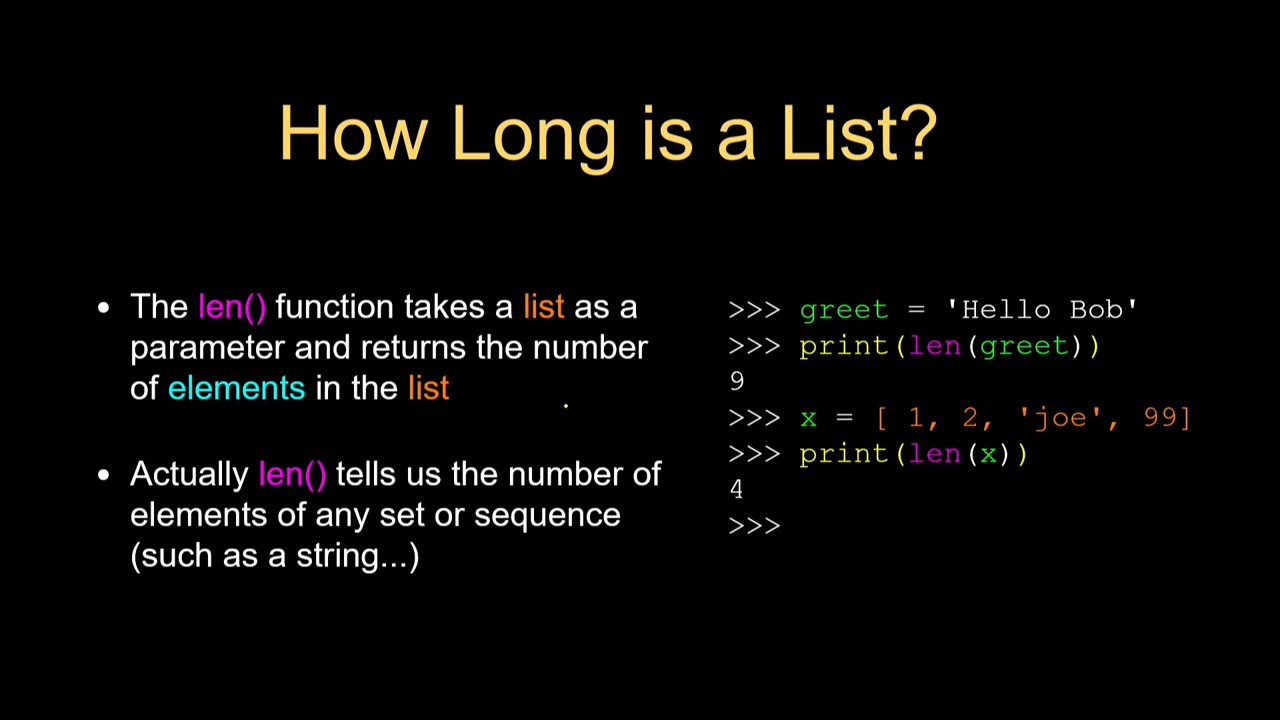 How Long is a List?
• The len() function takes a list as a
parameter and returns the number
of elements in the list
• Actually len() tells us the number of
elements of any set or sequence
(such as a string...)
>>> greet = 'Hello Bob'
>>> print(len(greet))
9
>>> x = [ 1, 2, 'joe', 99]
>>> print(len(x))
4
>>>